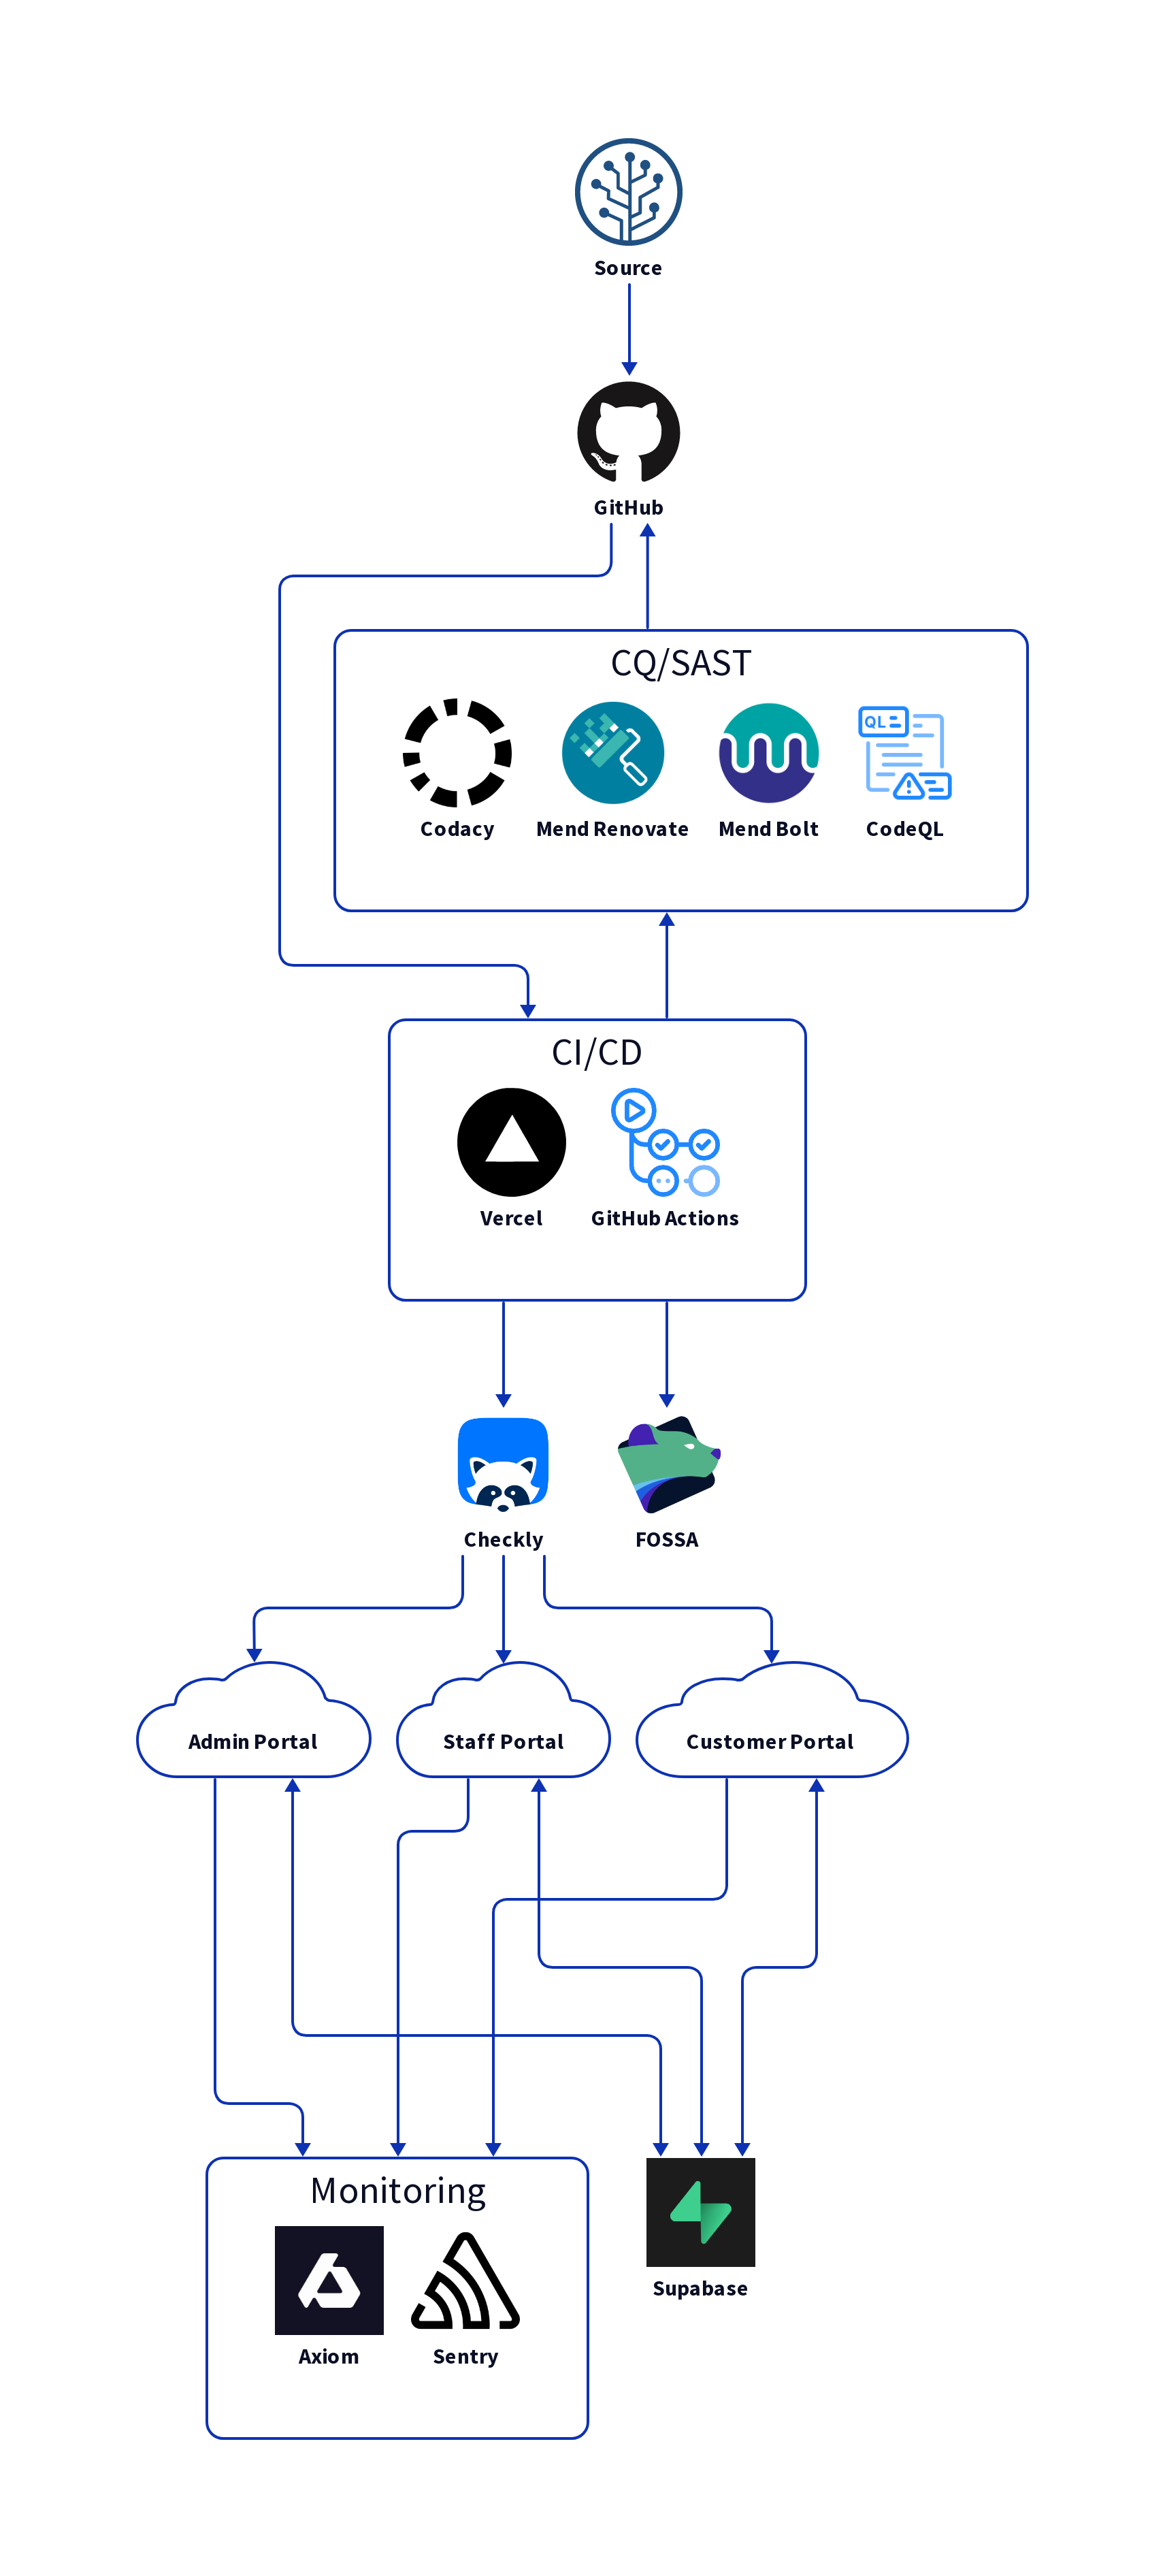 Source
GitHub
CQ/SAST
QL
Codacy
Mend Renovate
Mend Bolt
CodeQL
CI/CD
Vercel
GitHub Actions
Checkly
FOSSA
Admin Portal
Staff Portal
Customer Portal
Monitoring
Axiom
Sentry
Supabase